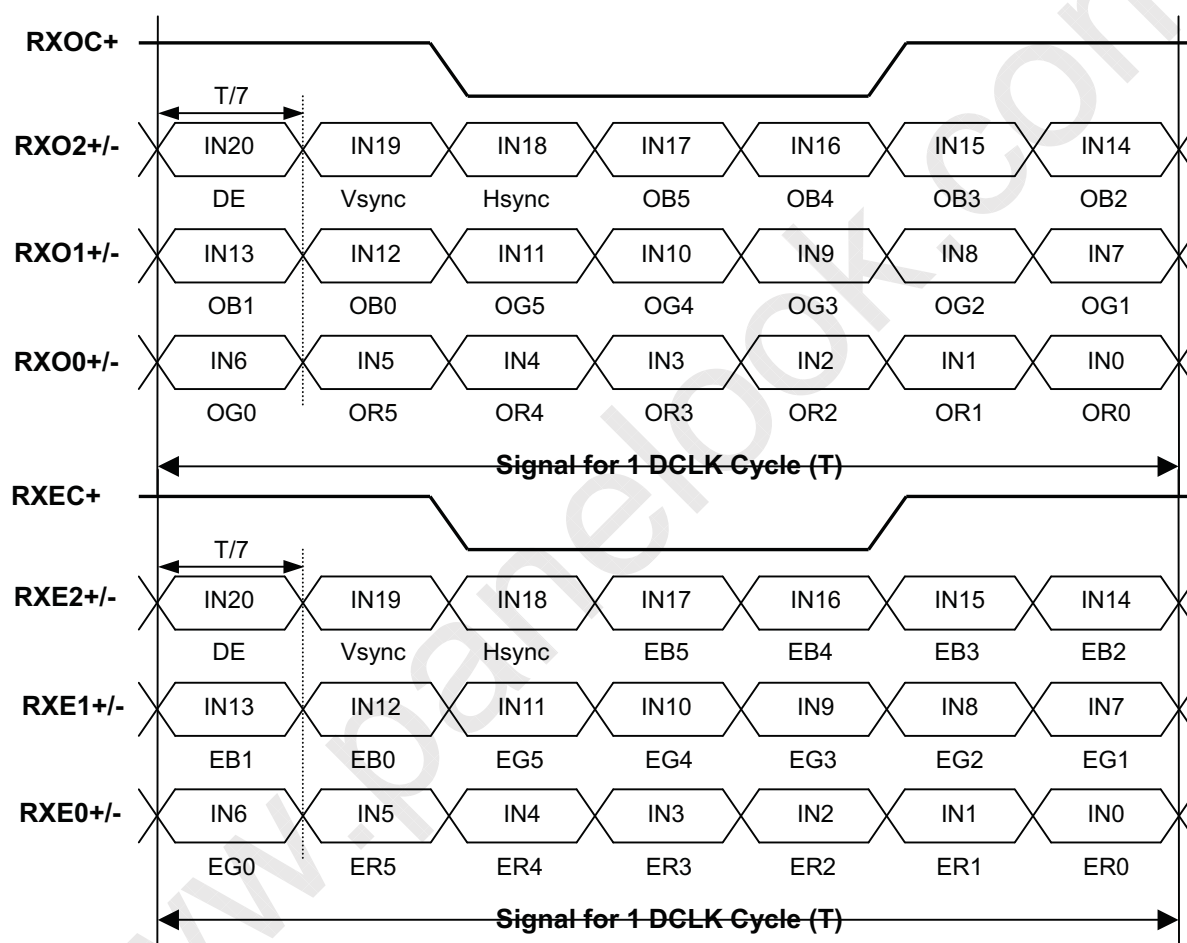 RXOC+
T/7
RXO2+/- IN20 IN19 IN18 IN17 IN16 IN15 IN14
DE Vsync Hsync OB5 OB4 OB3 OB2
RXO1+/- IN13 IN12 IN11 IN10 IN9 IN8 IN7
OB1 OB0 OG5 OG4 OG3 OG2 OG1
RXO0+/- IN6 IN5 IN4 IN3 IN2 IN1 IN0
OG0 OR5 OR4 OR3 OR2 OR1 OR0
Signal for 1 DCLK Cycle (T)
RXEC+
T/7
RXE2+/- IN20 IN19 IN18 IN17 IN16 IN15 IN14
DE Vsync Hsync EB5 EB4 EB3 EB2
RXE1+/- IN13 IN12 IN11 IN10 IN9 IN8 IN7
EB1 EB0 EG5 EG4 EG3 EG2 EG1
RXE0+/- IN6 IN5 IN4 IN3 IN2 IN1 IN0
EG0 ER5 ER4 ER3 ER2 ER1 ER0
Signal for 1 DCLK Cycle (T)
www.panelook.com